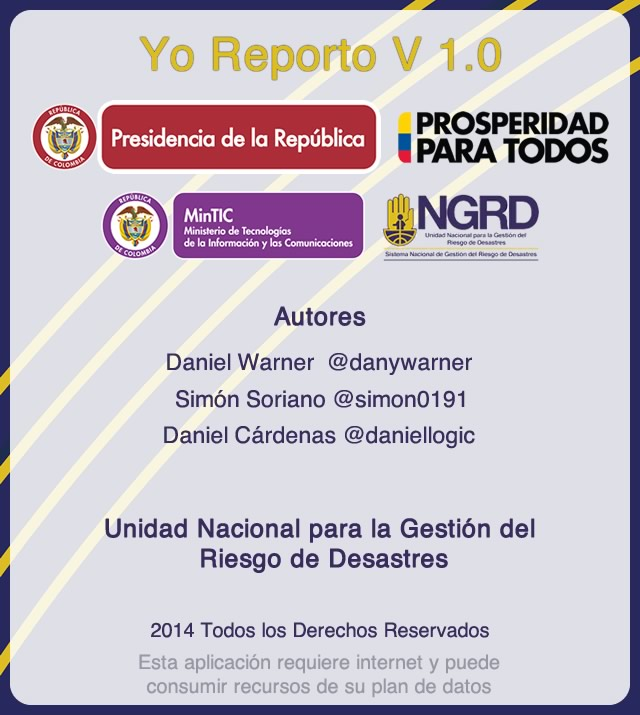 Yo Reporto V 1.0
REPÚBLICA DE COLOMBIA
Presidencia de la República
PROSPERIDAD
PARA TODOS
REPÚBLICA DE COLOMBIA
MinTIC
Ministerio de Tecnologías
de la Información y las Comunicaciones
NGRD
Unidad Nacional para la Gestión del
Riesgo de Desastres
Sistema Nacional de Gestión del Riesgo de Desastres
Autores
Daniel Warner @danywarner
Simón Soriano @simon0191
Daniel Cárdenas @daniellogic
Unidad Nacional para la Gestión del
Riesgo de Desastres
2014 Todos los Derechos Reservados
Esta aplicación requiere internet y puede
consumir recursos de su plan de datos